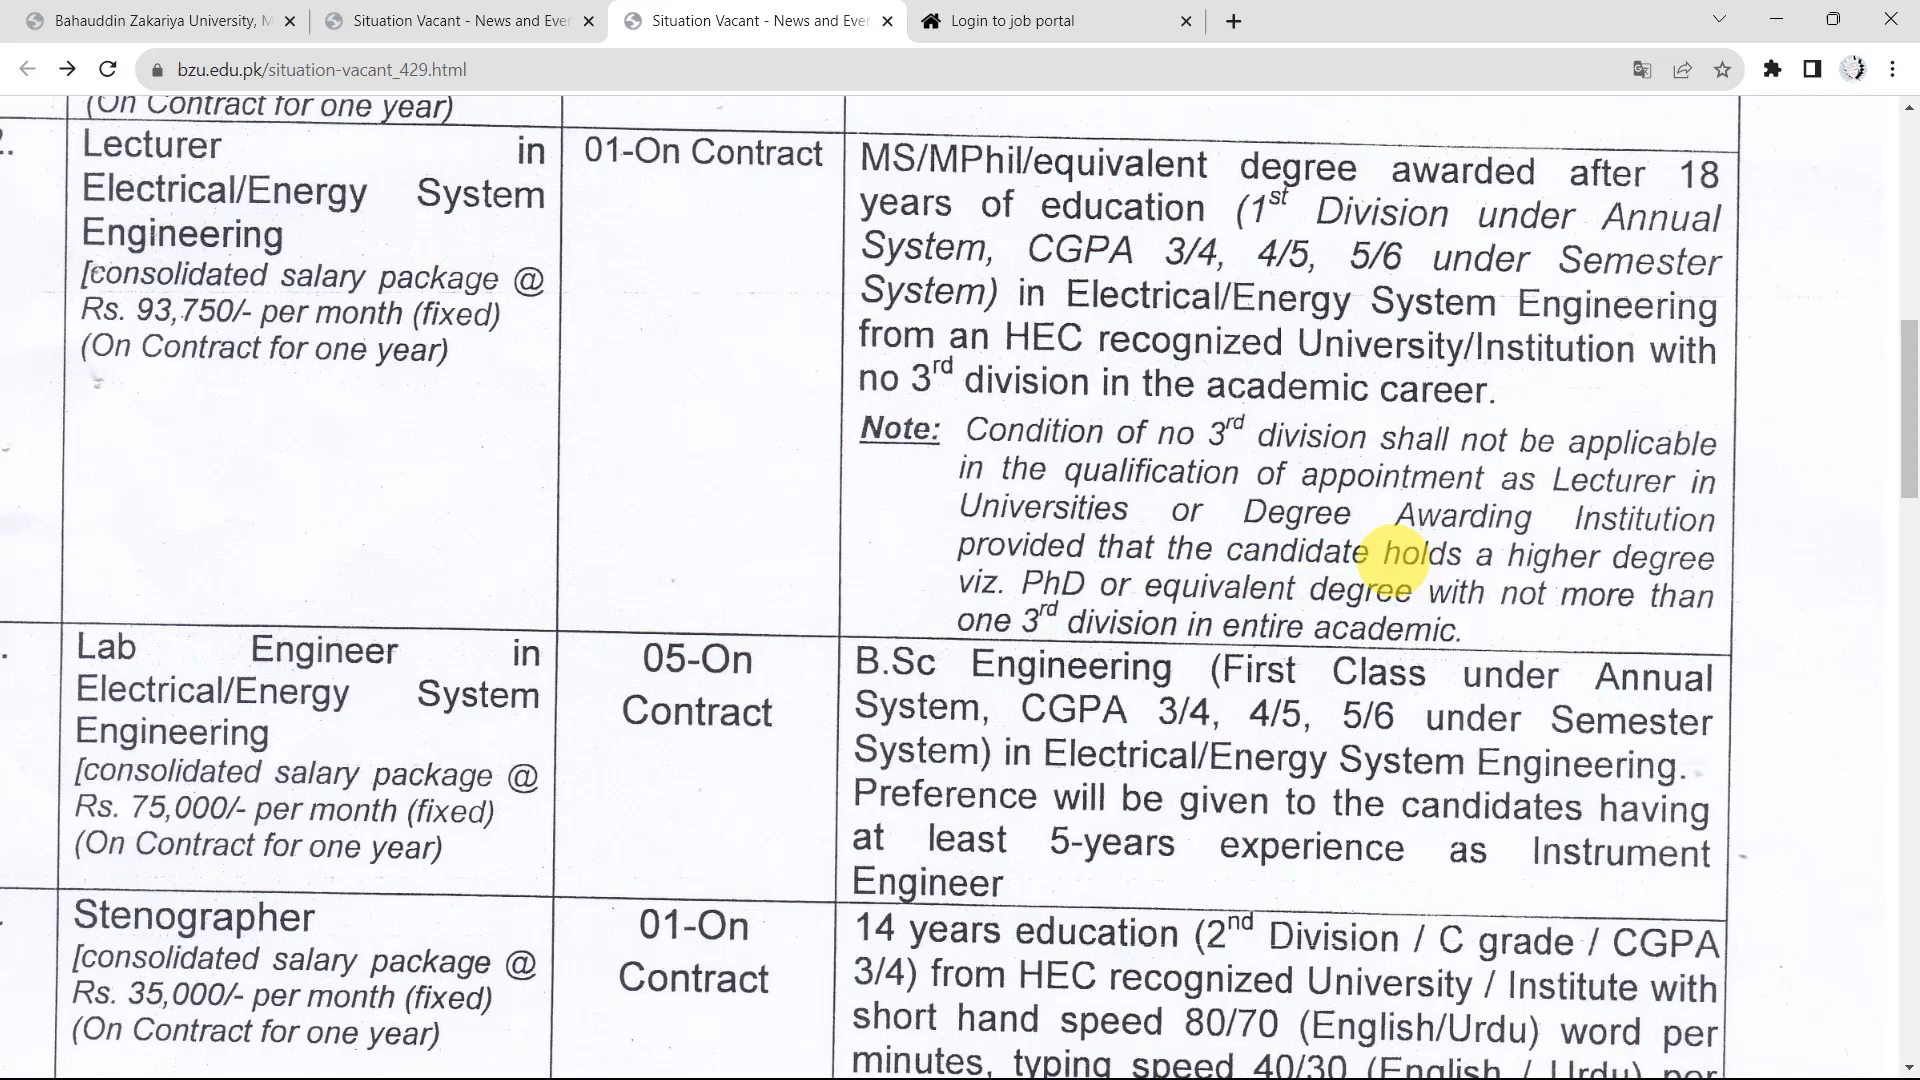 Bahauddin Zakariya University, M
Situation Vacant - News and Ever
Situation Vacant - News and Ever
Login to job portal
bzu.edu.pk/situation-vacant_429.html
(On Contract for one year)
2.
Lecturer in
Electrical/Energy System
Engineering
[consolidated salary package @
Rs. 93,750/- per month (fixed)
(On Contract for one year)
01-On Contract
MS/MPhil/equivalent degree awarded after 18
years of education (1st Division under Annual
System, CGPA 3/4, 4/5, 5/6 under Semester
System) in Electrical/Energy System Engineering
from an HEC recognized University/Institution with
no 3rd division in the academic career.
Note: Condition of no 3rd division shall not be applicable
in the qualification of appointment as Lecturer in
Universities or Degree Awarding Institution
provided that the candidate holds a higher degree
viz. PhD or equivalent degree with not more than
one 3rd division in entire academic.
Lab Engineer in
Electrical/Energy System
Engineering
[consolidated salary package @
Rs. 75,000/- per month (fixed)
(On Contract for one year)
05-On
Contract
B.Sc Engineering (First Class under Annual
System, CGPA 3/4, 4/5, 5/6 under Semester
System) in Electrical/Energy System Engineering.
Preference will be given to the candidates having
at least 5-years experience as Instrument
Engineer
Stenographer
[consolidated salary package @
Rs. 35,000/- per month (fixed)
(On Contract for one year)
01-On
Contract
14 years education (2nd Division / C grade / CGPA
3/4) from HEC recognized University / Institute with
short hand speed 80/70 (English/Urdu) word per
minutes, typing speed 40/30 (English / Urdu) per